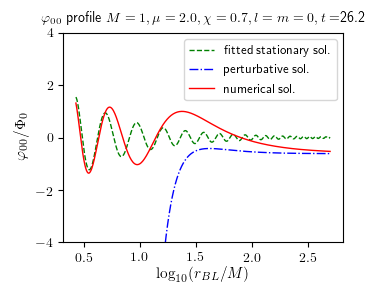 φ₀₀ profile M = 1, μ = 2.0, χ = 0.7, l = m = 0, t =26.2
fitted stationary sol.
perturbative sol.
numerical sol.
φ₀₀/Φ₀
4
2
0
−2
−4
0.5 1.0 1.5 2.0 2.5
log₁₀(r_BL/M)